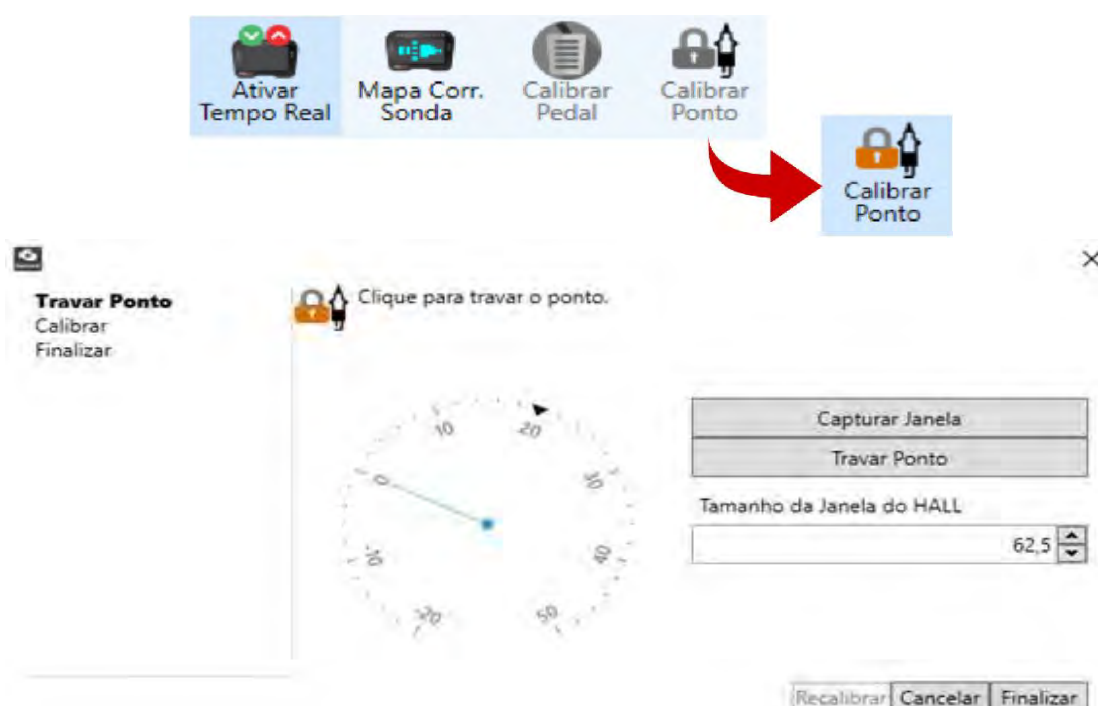 Ativar
Tempo Real
Mapa Corr.
Sonda
Calibrar
Pedal
Calibrar
Ponto
Calibrar
Ponto
Travar Ponto
Calibrar
Finalizar
Clique para travar o ponto.
-20
-10
0
10
20
30
40
50
Capturar Janela
Travar Ponto
Tamanho da Janela do HALL
62,5
Recalibrar Cancelar Finalizar